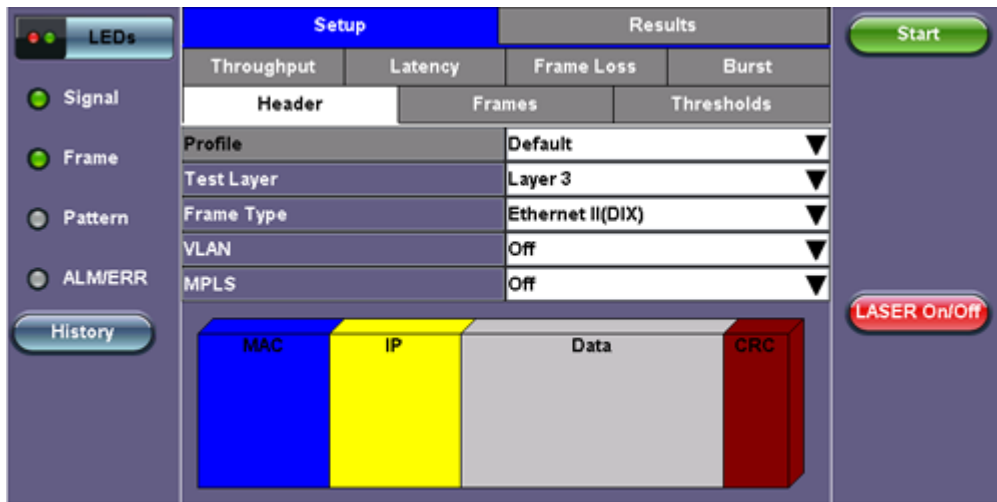 LEDs
Signal
Frame
Pattern
ALM/ERR
History
Setup Results
Throughput Latency Frame Loss Burst
Header Frames Thresholds
Profile Default
Test Layer Layer 3
Frame Type Ethernet II(DIX)
VLAN Off
MPLS Off
MAC IP Data CRC
Start
LASER On/Off